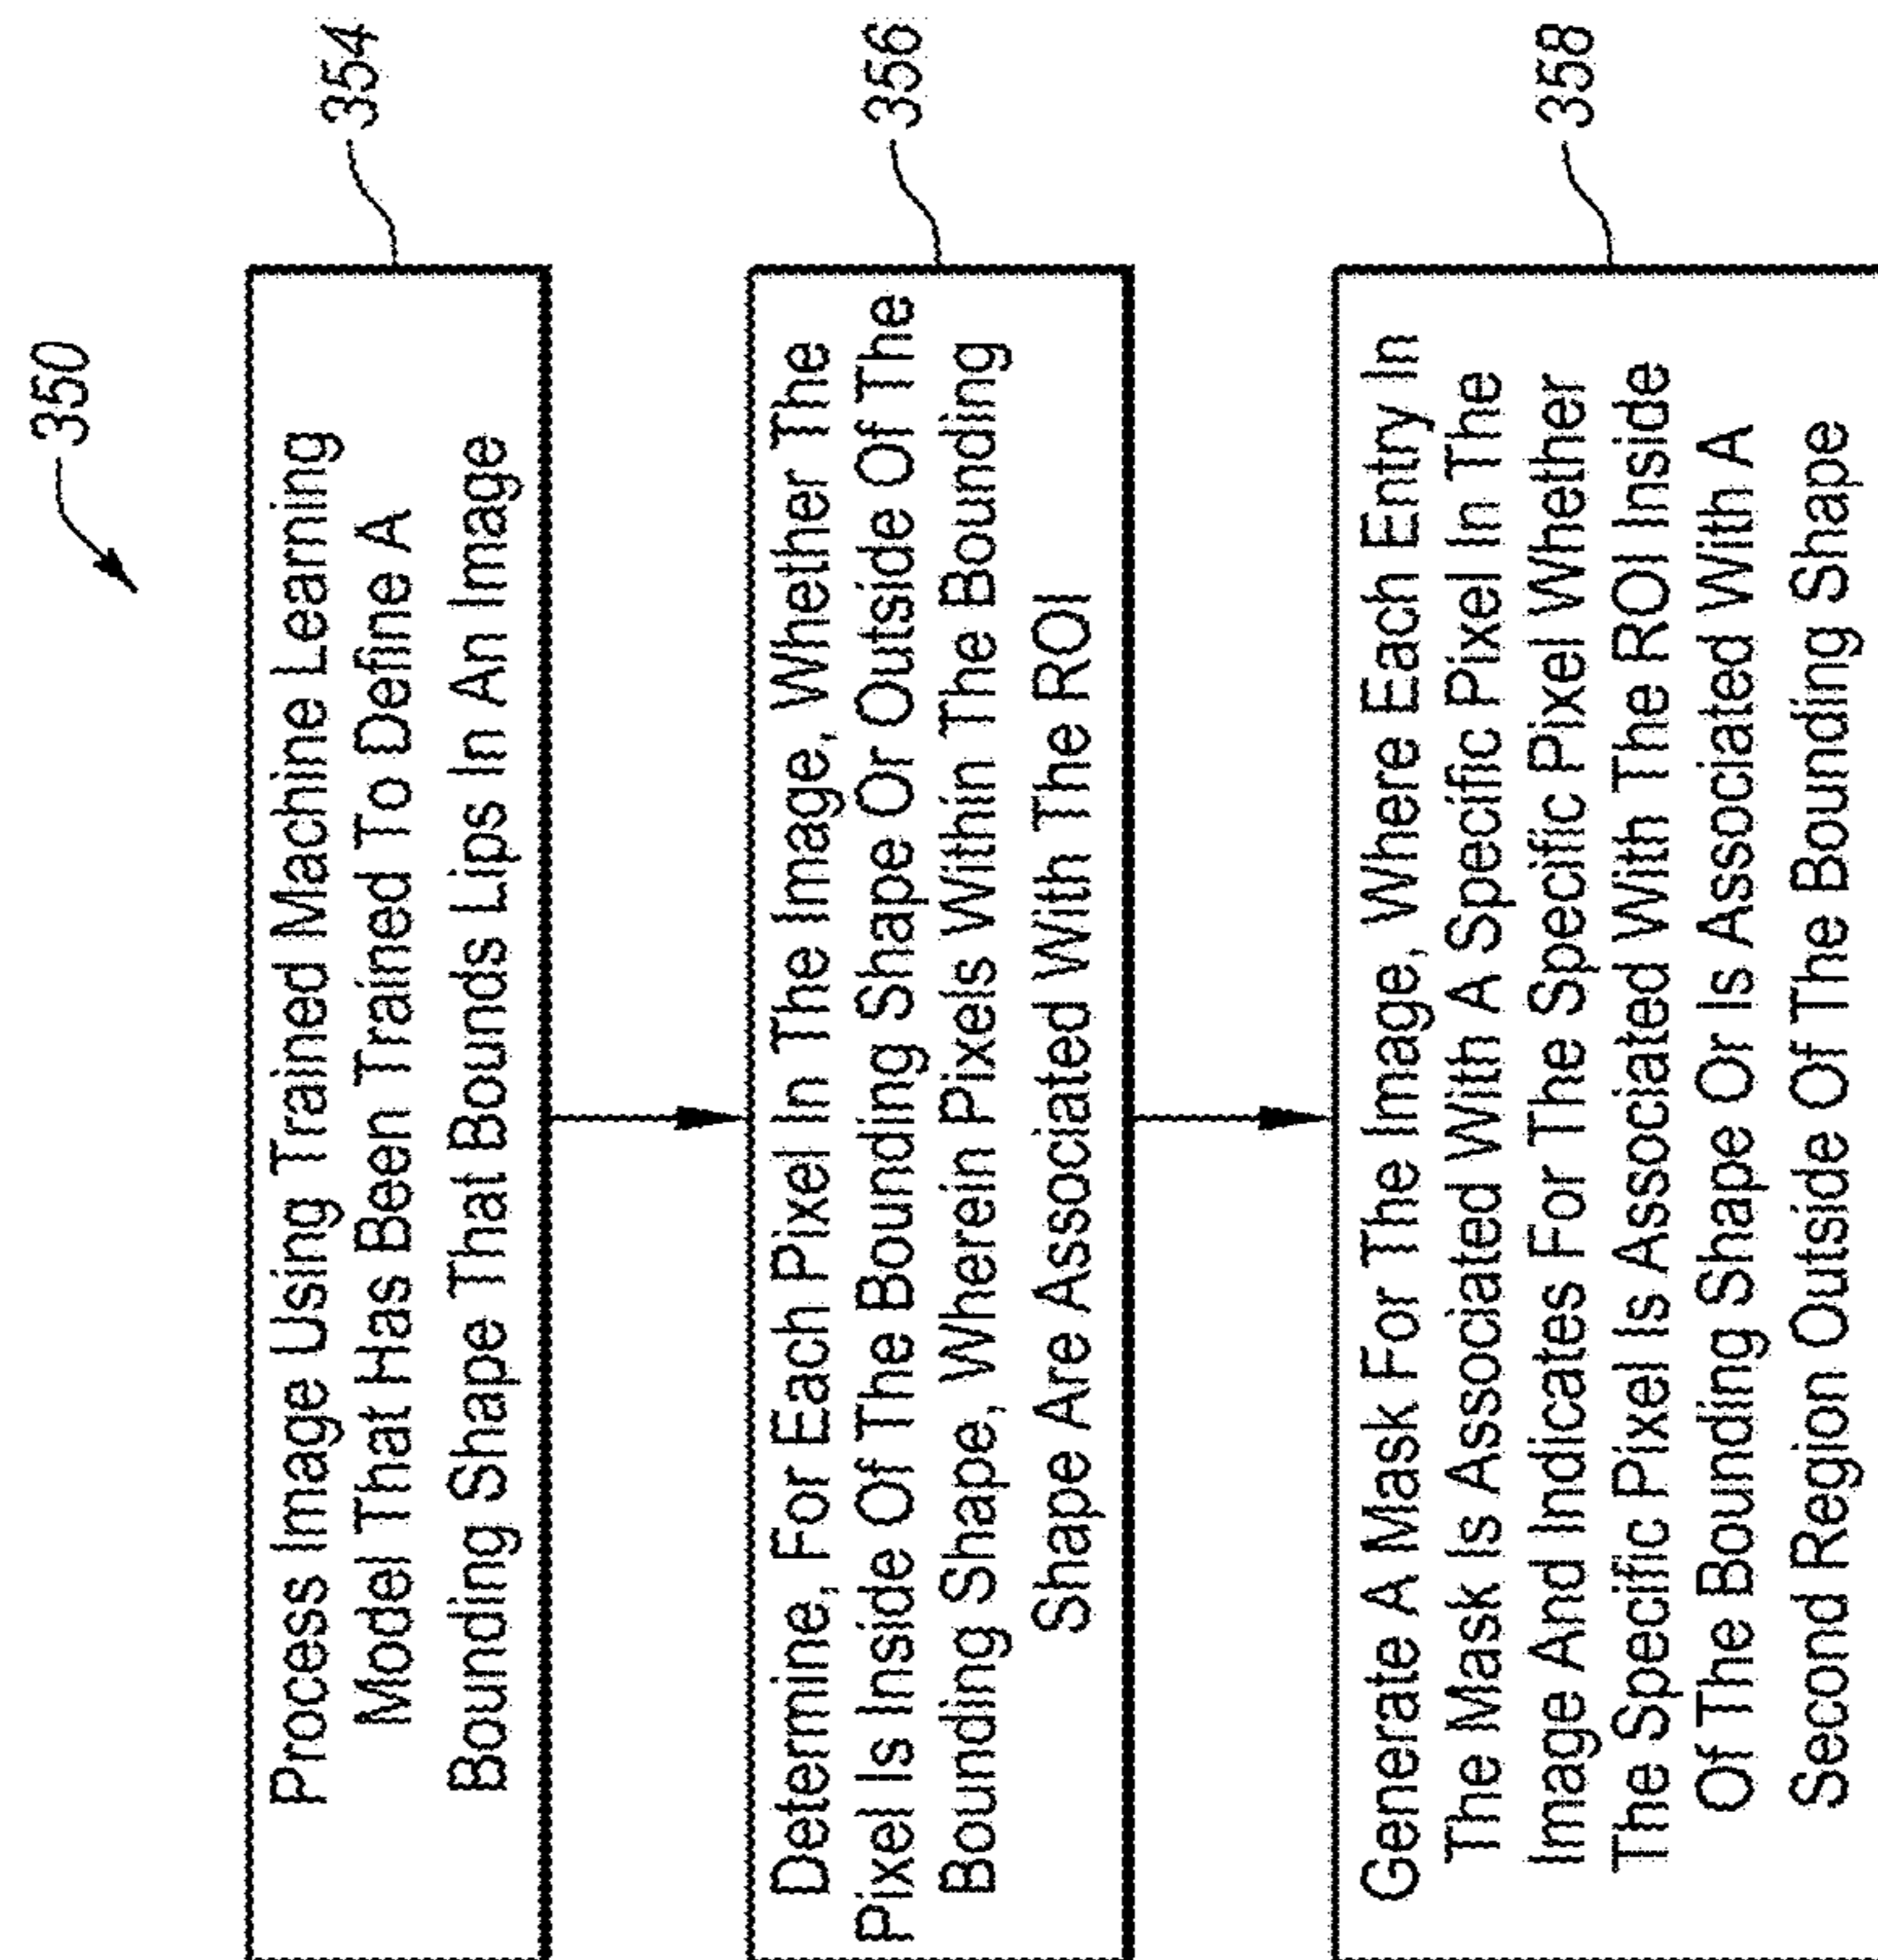 350
354
Process Image Using Trained Machine Learning
Model That Has Been Trained To Define A
Bounding Shape That Bounds Lips In An Image
356
Determine, For Each Pixel In The Image, Whether The
Pixel Is Inside Of The Bounding Shape Or Outside Of The
Bounding Shape, Wherein Pixels Within The Bounding
Shape Are Associated With The ROI
358
Generate A Mask For The Image, Where Each Entry In
The Mask Is Associated With A Specific Pixel In The
Image And Indicates For The Specific Pixel Whether
The Specific Pixel Is Associated With The ROI Inside
Of The Bounding Shape Or Is Associated With A
Second Region Outside Of The Bounding Shape